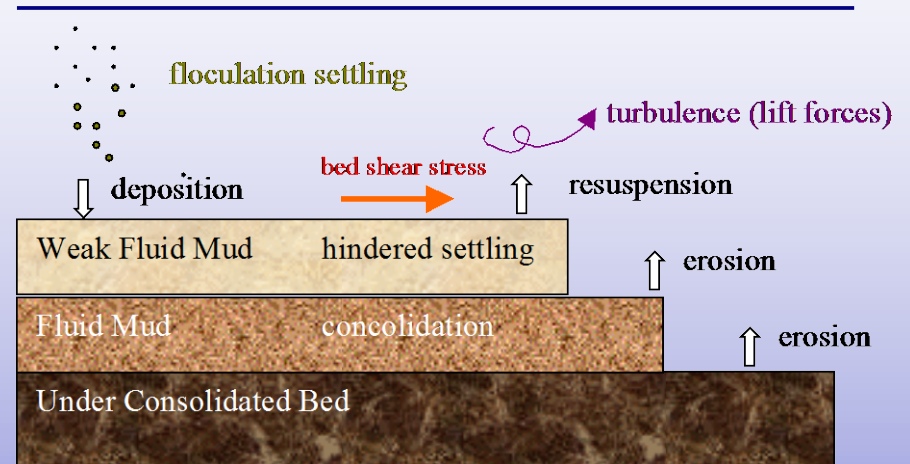 floculation settling
turbulence (lift forces)
bed shear stress
deposition
resuspension
Weak Fluid Mud hindered settling
erosion
Fluid Mud concolidation
erosion
Under Consolidated Bed